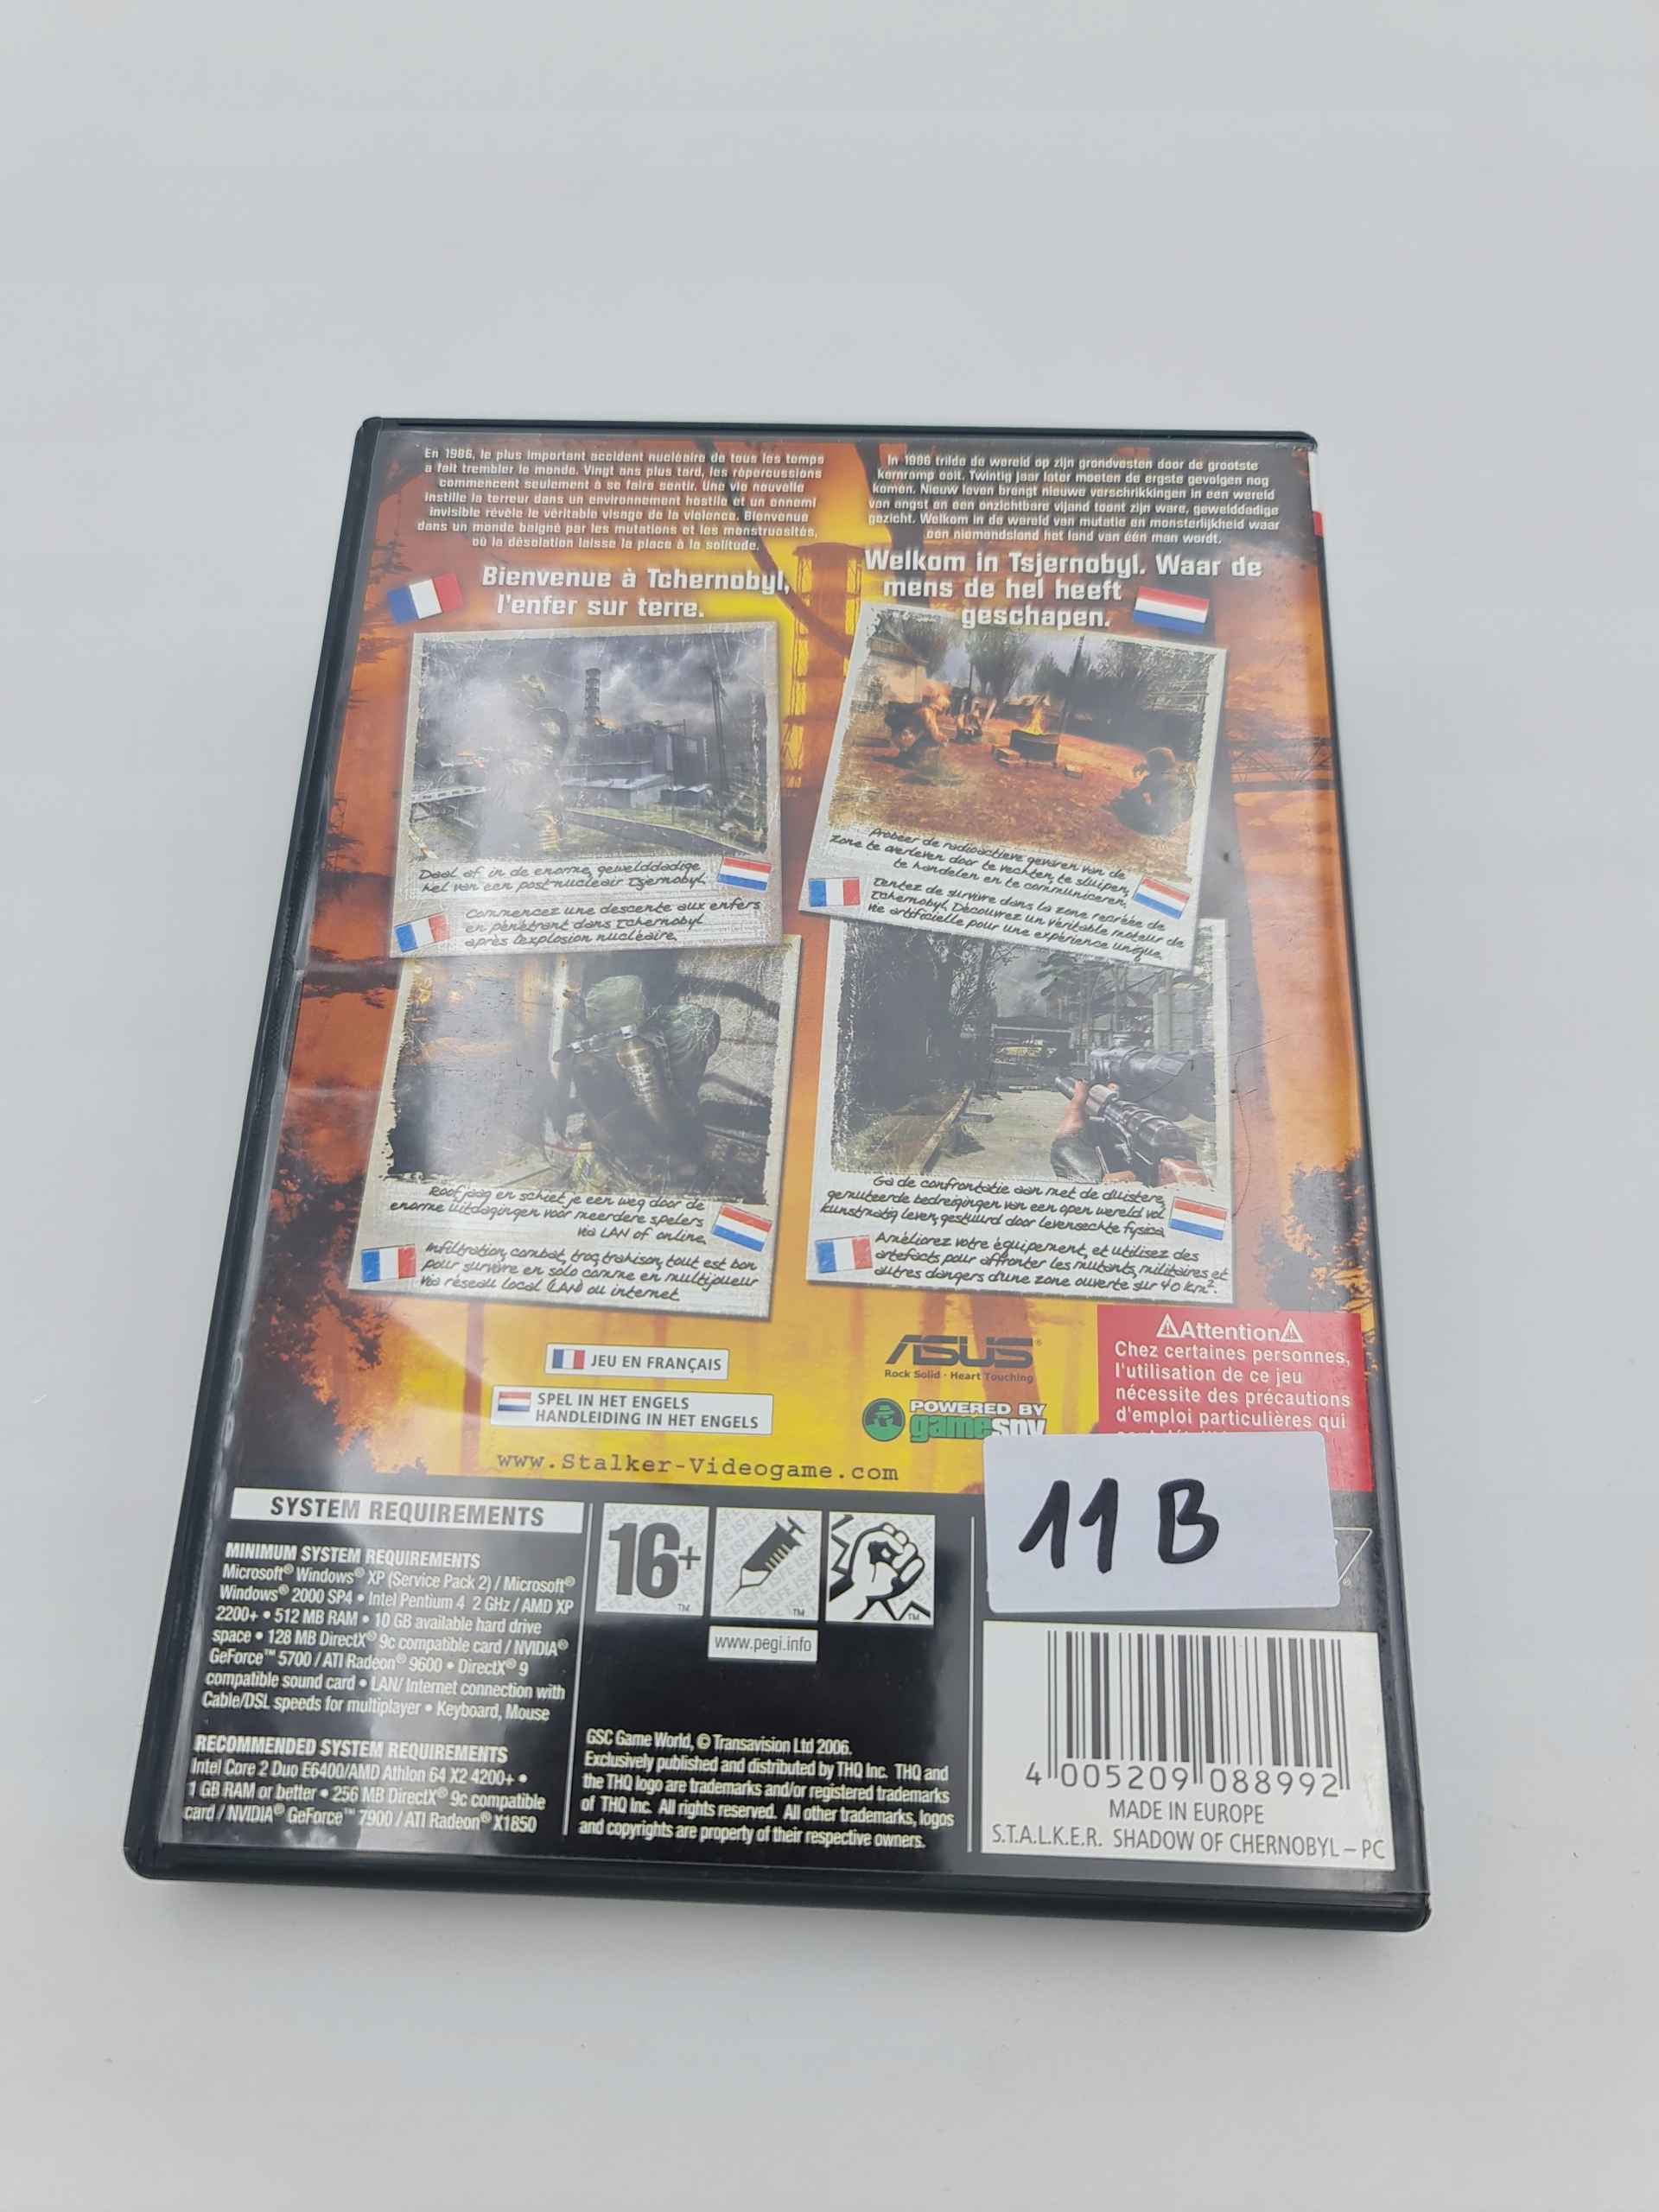 En 1986, le plus important accident nucléaire de tous les temps
a fait trembler le monde. Vingt ans plus tard, les répercussions
commencent seulement à se faire sentir. Une vie nouvelle
instille la terreur dans un environnement hostile et un ennemi
invisible révèle le véritable visage de la violence. Bienvenue
dans un monde baigné par les mutations et les monstruosités,
où la désolation laisse la place à la solitude.
Bienvenue à Tchernobyl,
l'enfer sur terre.
In 1986 trilde de wereld op zijn grondvesten door de grootste
kernramp ooit. Twintig jaar later moeten de ergste gevolgen nog
komen. Nieuw leven brengt nieuwe verschrikkingen in een wereld
van angst en een onzichtbare vijand toont zijn ware, gewelddadige
gezicht. Welkom in de wereld van mutatie en monsterlijkheid waar
een niemandsland het land van één man wordt.
Welkom in Tsjernobyl. Waar de
mens de hel heeft
geschapen.
Daal af in de enorme, gewelddadige
hel van een postnucleair Tsjernobyl.
Commencez une descente aux enfers
en pénétrant dans Tchernobyl
après l'explosion nucléaire.
Probeer de radioactieve gevaren van de
Zone te overleven door te vechten, te sluipen,
te handelen en te communiceren.
Tentez de survivre dans la zone recréée de
Tchernobyl. Découvrez un véritable moteur de
vie artificielle pour une expérience unique.
Roof, jaag en schiet je een weg door de
enorme uitdagingen voor meerdere spelers
via LAN of online.
Infiltration, combat, troc, trahison, tout est bon
pour survivre en solo comme en multijoueur
via réseau local (LAN) ou internet.
Ga de confrontatie aan met de duistere,
gemuteerde bedreigingen van een open wereld vol
kunstmatig leven, gestuurd door levensechte fysica.
Améliorez votre équipement, et utilisez des
artefacts pour affronter les mutants, militaires et
autres dangers d'une zone ouverte sur 40 km².
JEU EN FRANÇAIS
SPEL IN HET ENGELS
HANDLEIDING IN HET ENGELS
www.Stalker-Videogame.com
ASUS®
Rock Solid · Heart Touching
POWERED BY
gamespy
⚠Attention⚠
Chez certaines personnes,
l'utilisation de ce jeu
nécessite des précautions
d'emploi particulières qui
11 B
SYSTEM REQUIREMENTS
MINIMUM SYSTEM REQUIREMENTS
Microsoft® Windows® XP (Service Pack 2) / Microsoft®
Windows® 2000 SP4 • Intel Pentium 4 2 GHz / AMD XP
2200+ • 512 MB RAM • 10 GB available hard drive
space • 128 MB DirectX® 9c compatible card / NVIDIA®
GeForce™ 5700 / ATI Radeon® 9600 • DirectX® 9
compatible sound card • LAN/ Internet connection with
Cable/DSL speeds for multiplayer • Keyboard, Mouse
RECOMMENDED SYSTEM REQUIREMENTS
Intel Core 2 Duo E6400/AMD Athlon 64 X2 4200+ •
1 GB RAM or better • 256 MB DirectX® 9c compatible
card / NVIDIA® GeForce™ 7900 / ATI Radeon® X1850
16+
www.pegi.info
GSC Game World, © Transavision Ltd 2006.
Exclusively published and distributed by THQ Inc. THQ and
the THQ logo are trademarks and/or registered trademarks
of THQ Inc. All rights reserved. All other trademarks, logos
and copyrights are property of their respective owners.
4 005209 088992
MADE IN EUROPE
S.T.A.L.K.E.R. SHADOW OF CHERNOBYL – PC